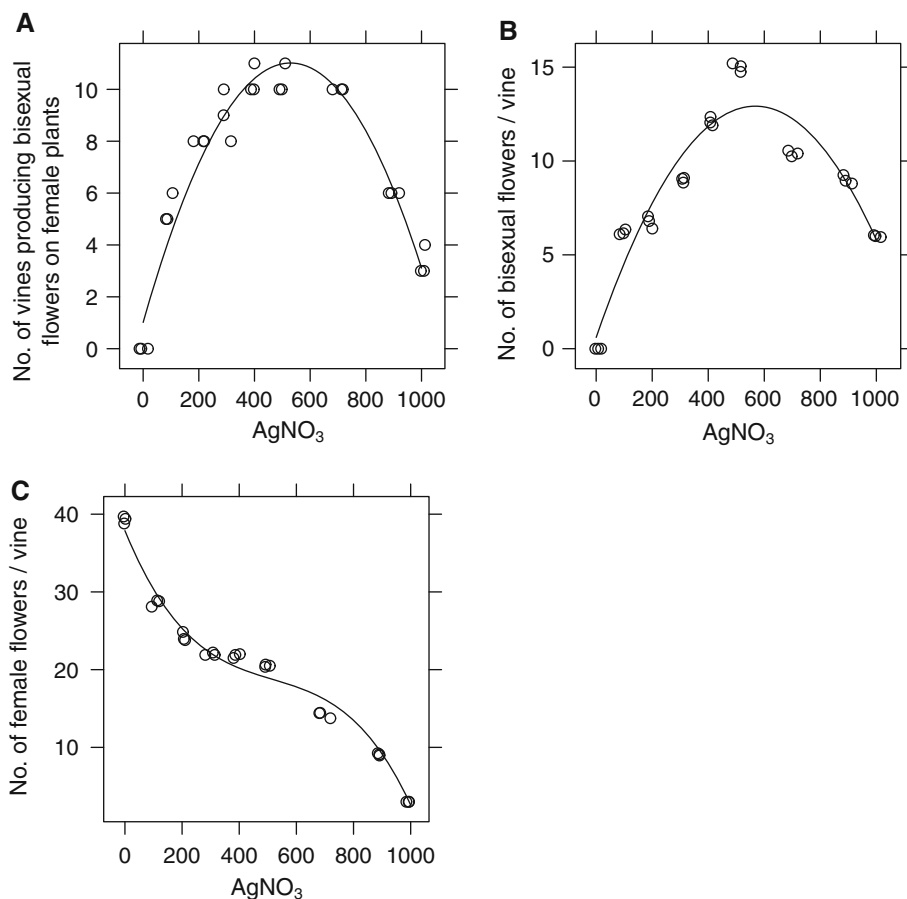 A
No. of vines producing bisexual
flowers on female plants
10
8
6
4
2
0
0 200 400 600 800 1000
AgNO₃
B
No. of bisexual flowers / vine
15
10
5
0
0 200 400 600 800 1000
AgNO₃
C
No. of female flowers / vine
40
30
20
10
0 200 400 600 800 1000
AgNO₃